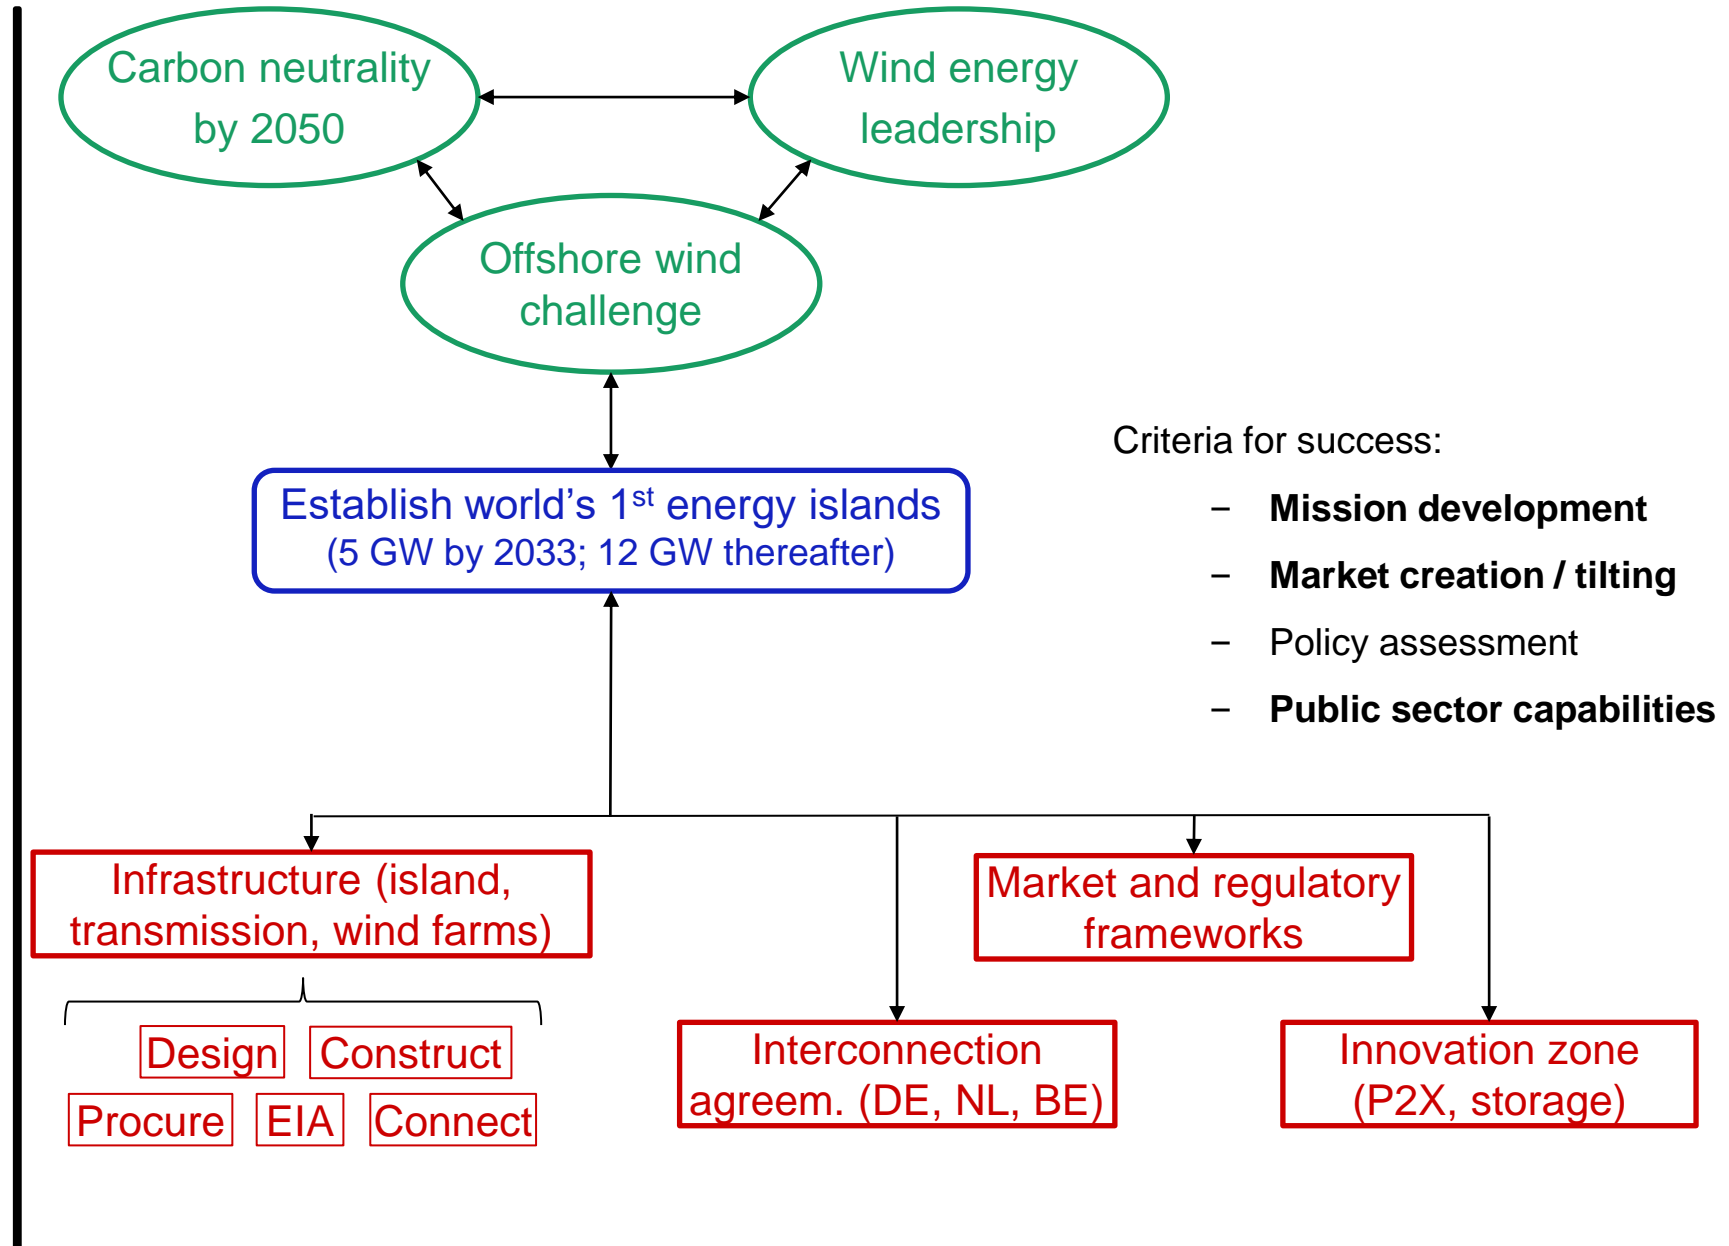 Carbon neutrality
by 2050
Wind energy
leadership
Offshore wind
challenge
Establish world’s 1st energy islands
(5 GW by 2033; 12 GW thereafter)
Criteria for success:
– Mission development
– Market creation / tilting
– Policy assessment
– Public sector capabilities
Infrastructure (island,
transmission, wind farms)
Market and regulatory
frameworks
Design
Construct
Procure
EIA
Connect
Interconnection
agreem. (DE, NL, BE)
Innovation zone
(P2X, storage)